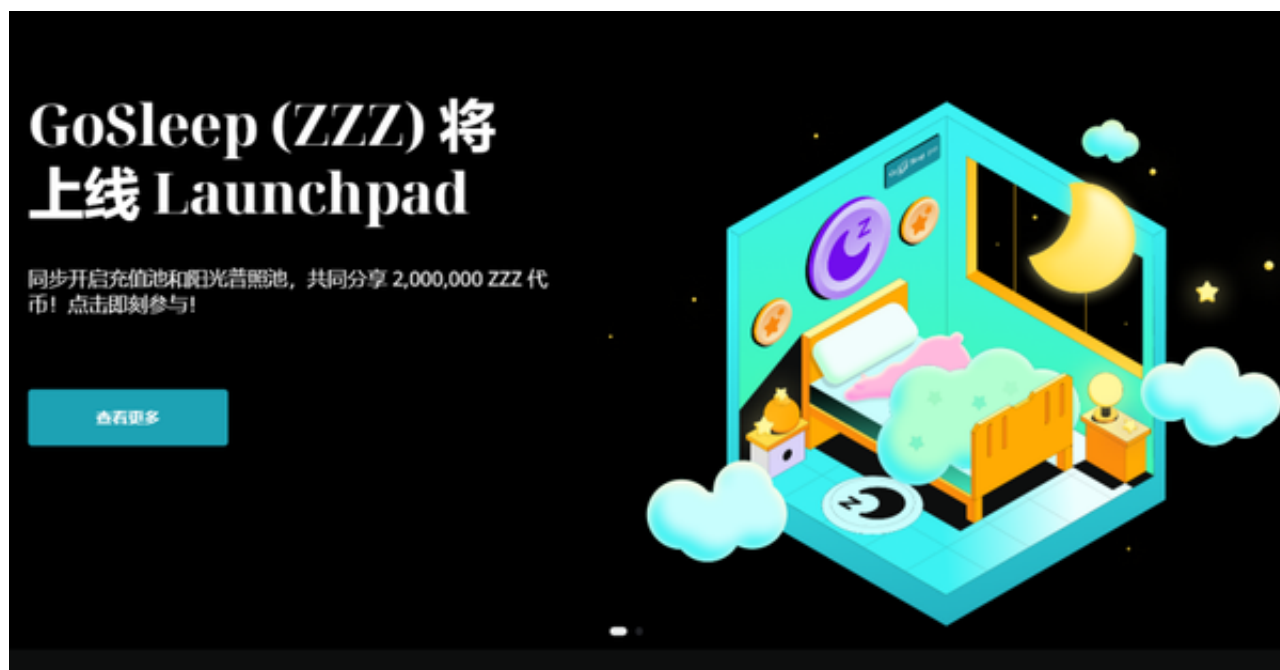 GoSleep (ZZZ) 将
上线 Launchpad
同步开启充值池和阳光普照池，共同分享 2,000,000 ZZZ 代
币！点击即刻参与！
查看更多
Z
Z